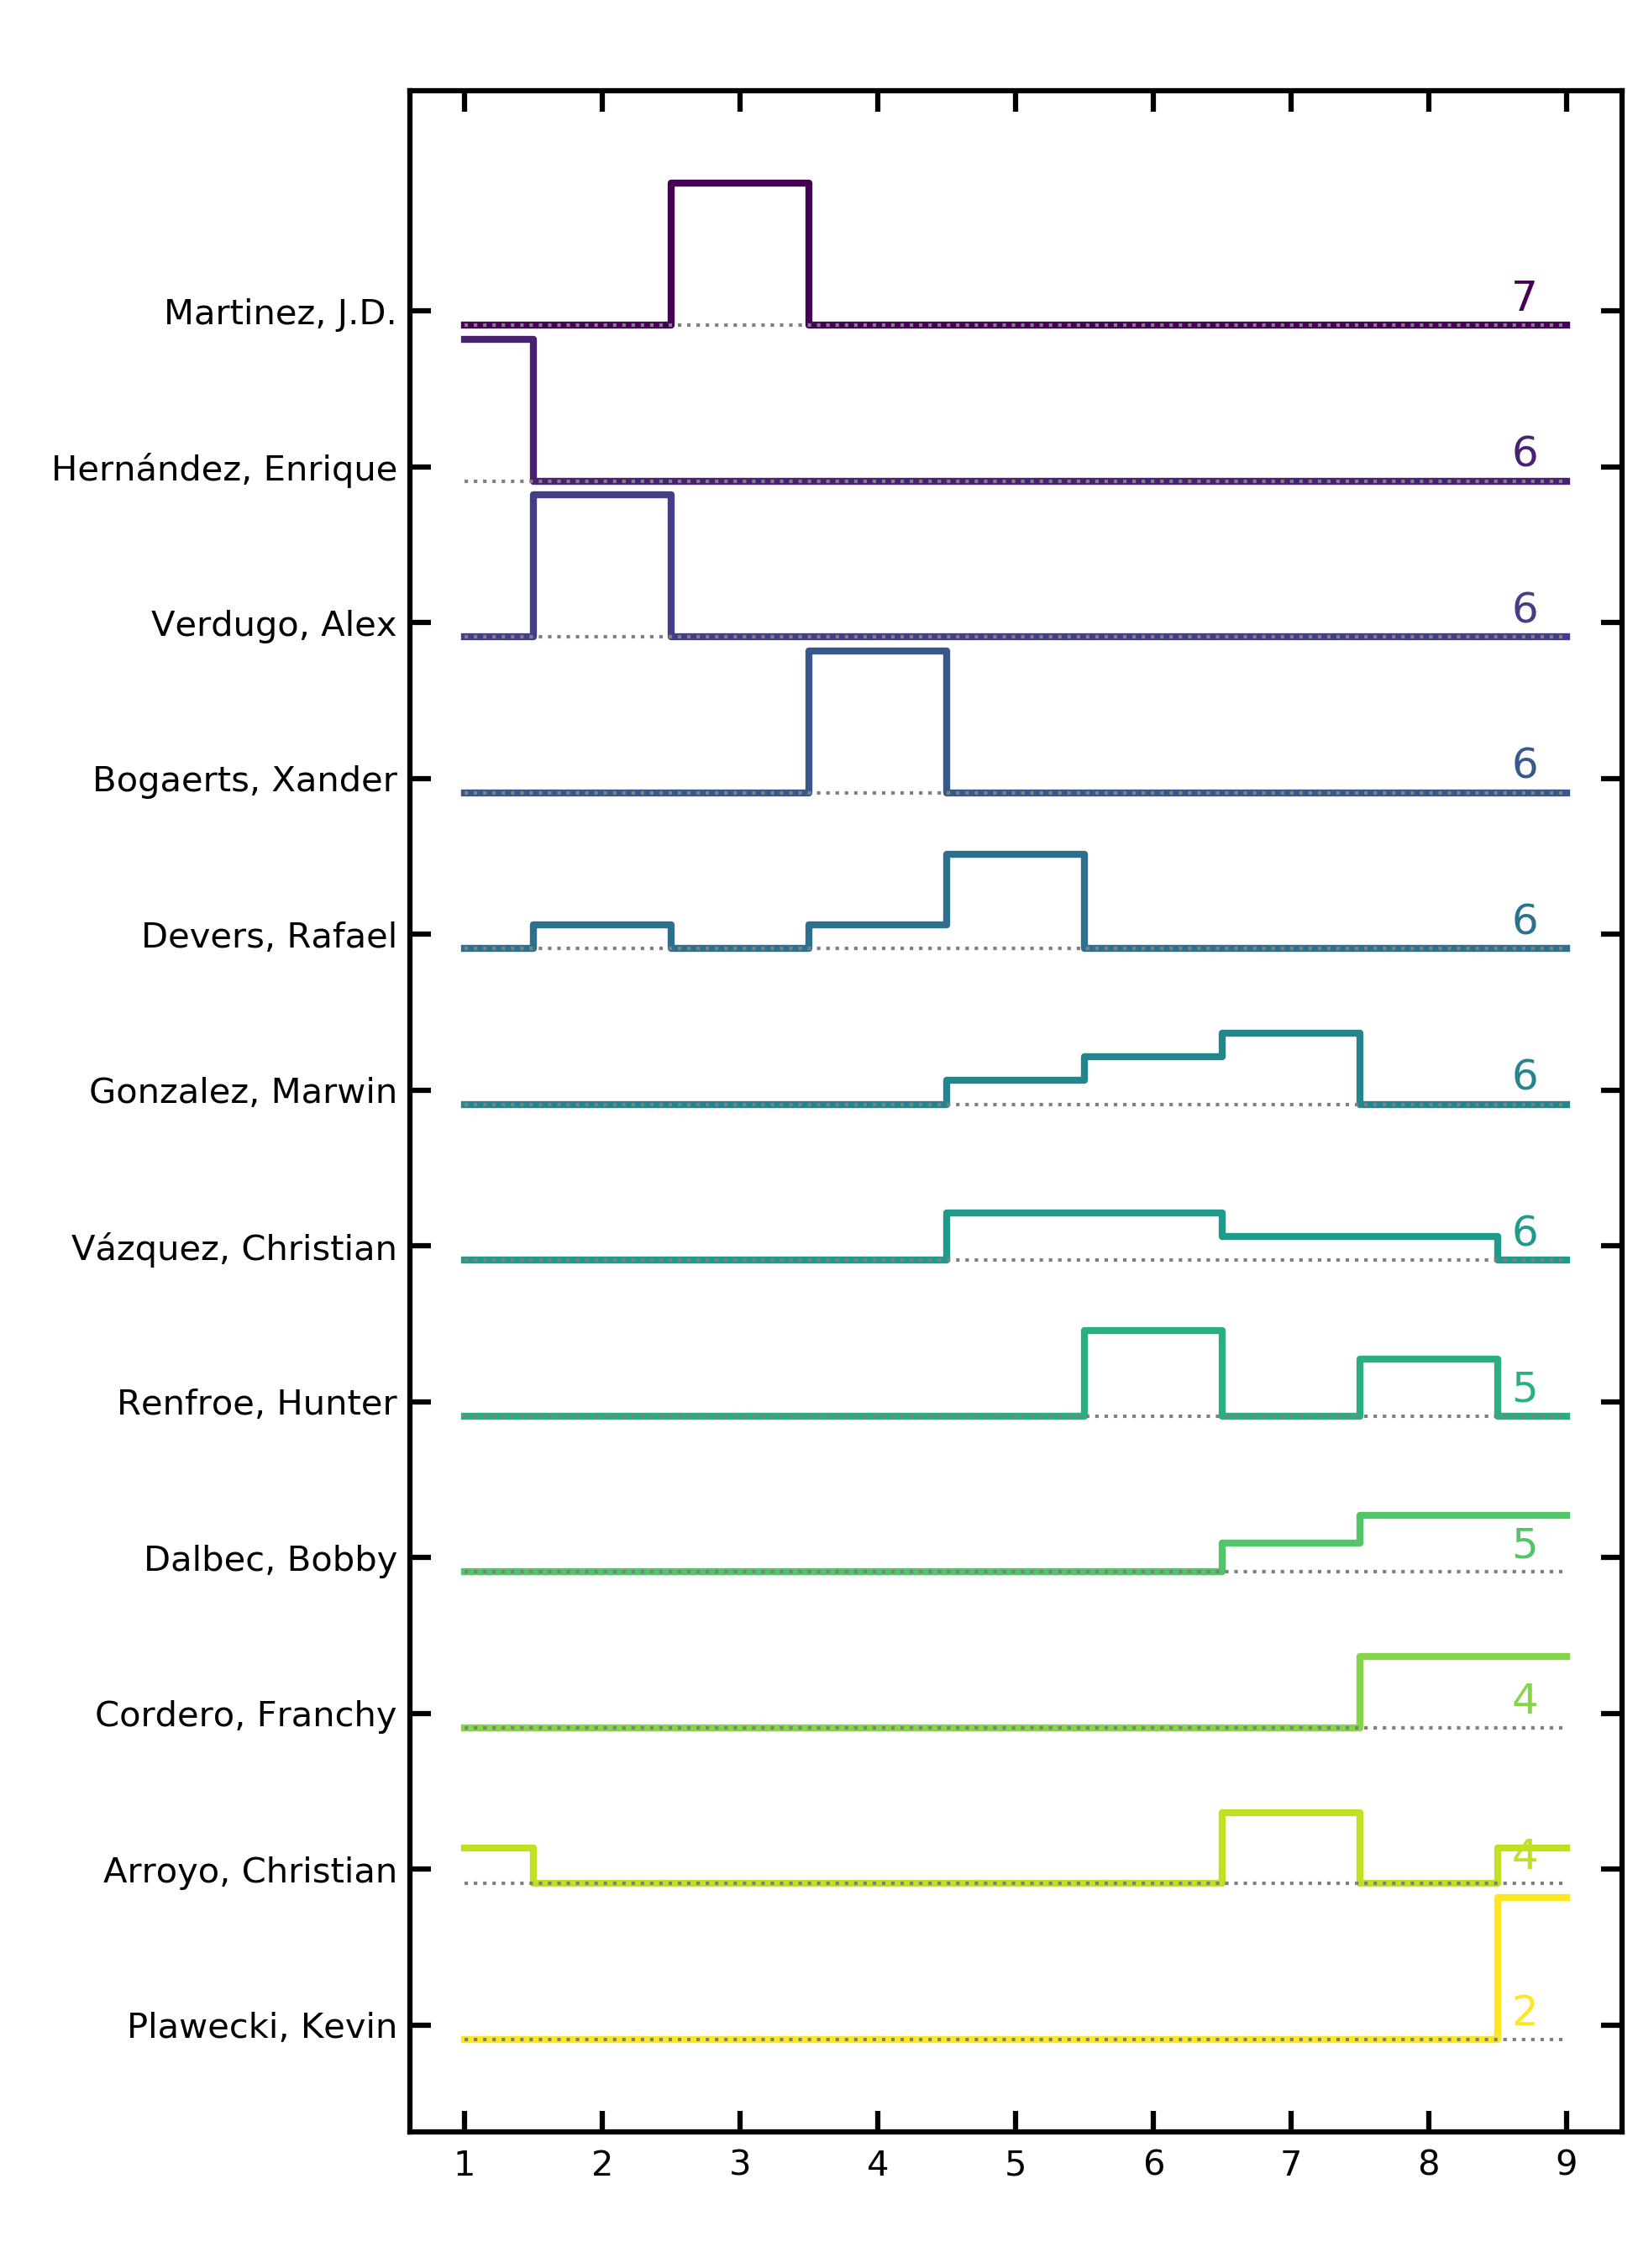 Martinez, J.D. 7
Hernández, Enrique 6
Verdugo, Alex 6
Bogaerts, Xander 6
Devers, Rafael 6
Gonzalez, Marwin 6
Vázquez, Christian 6
Renfroe, Hunter 5
Dalbec, Bobby 5
Cordero, Franchy 4
Arroyo, Christian 4
Plawecki, Kevin 2
1 2 3 4 5 6 7 8 9